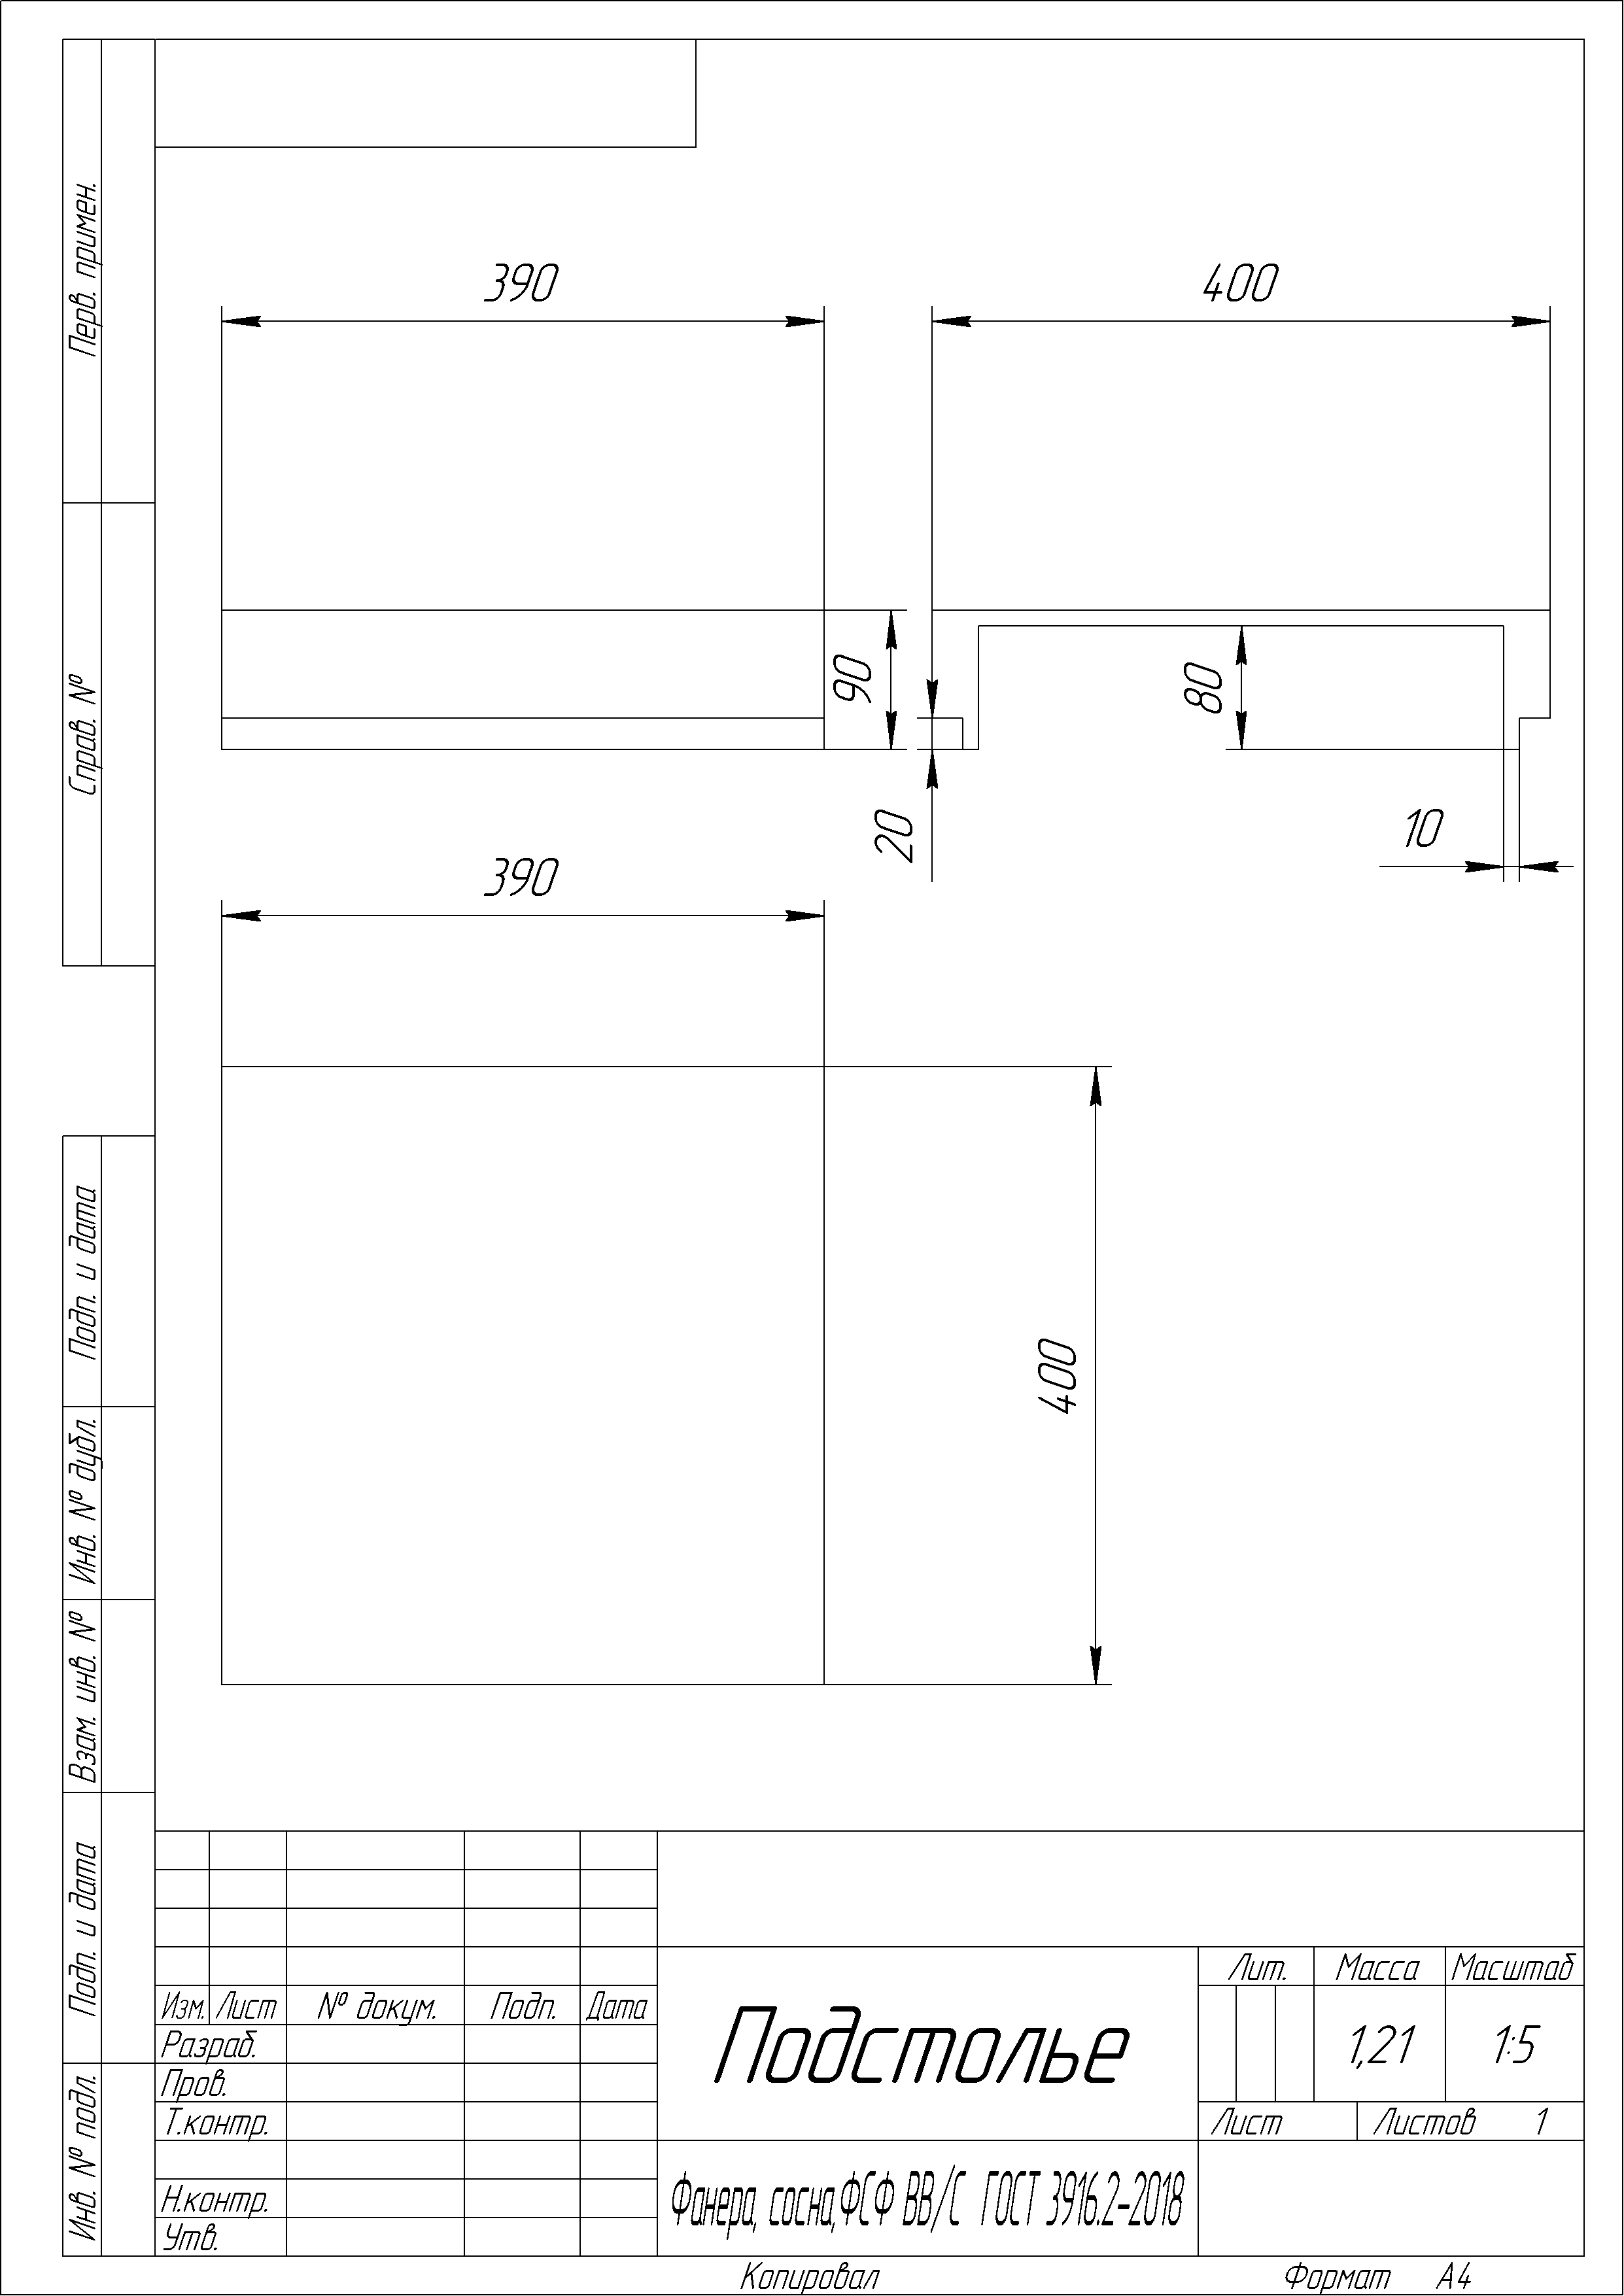 Перв. примен.
Справ. №
Подп. и дата
Инв. № дубл.
Взам. инв. №
Подп. и дата
Инв. № подл.
390
400
90
80
20
10
390
400
Изм. Лист № докум. Подп. Дата
Разраб.
Пров.
Т.контр.
Н.контр.
Утв.
Подстолье
Фанера, сосна,ФСФ ВВ/С ГОСТ 3916.2-2018
Лит. Масса Масштаб
1,21 1:5
Лист Листов 1
Копировал Формат А4